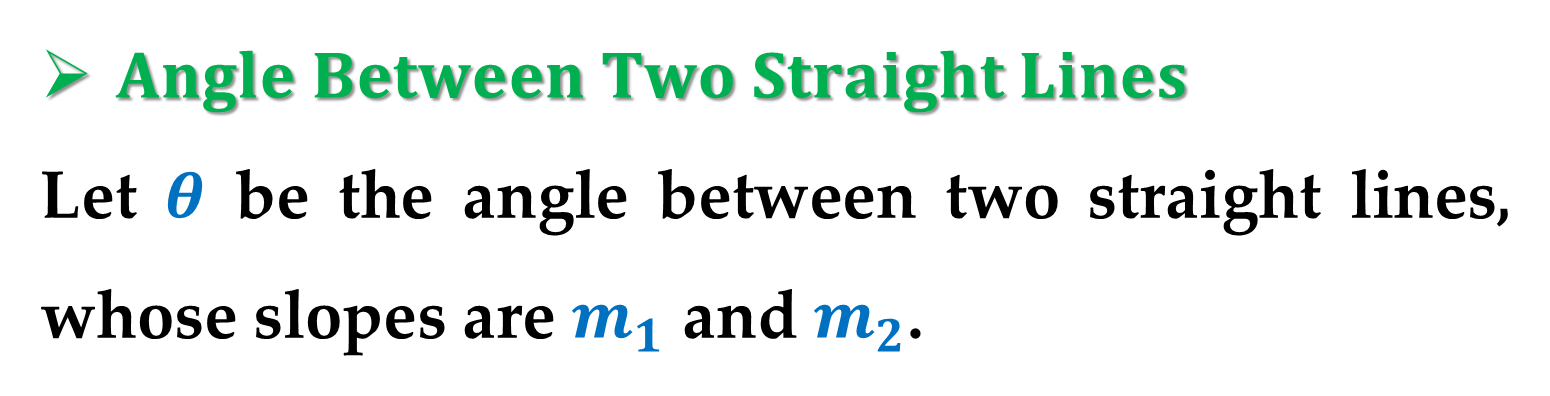 ➢ Angle Between Two Straight Lines
Let θ be the angle between two straight lines,
whose slopes are m₁ and m₂.